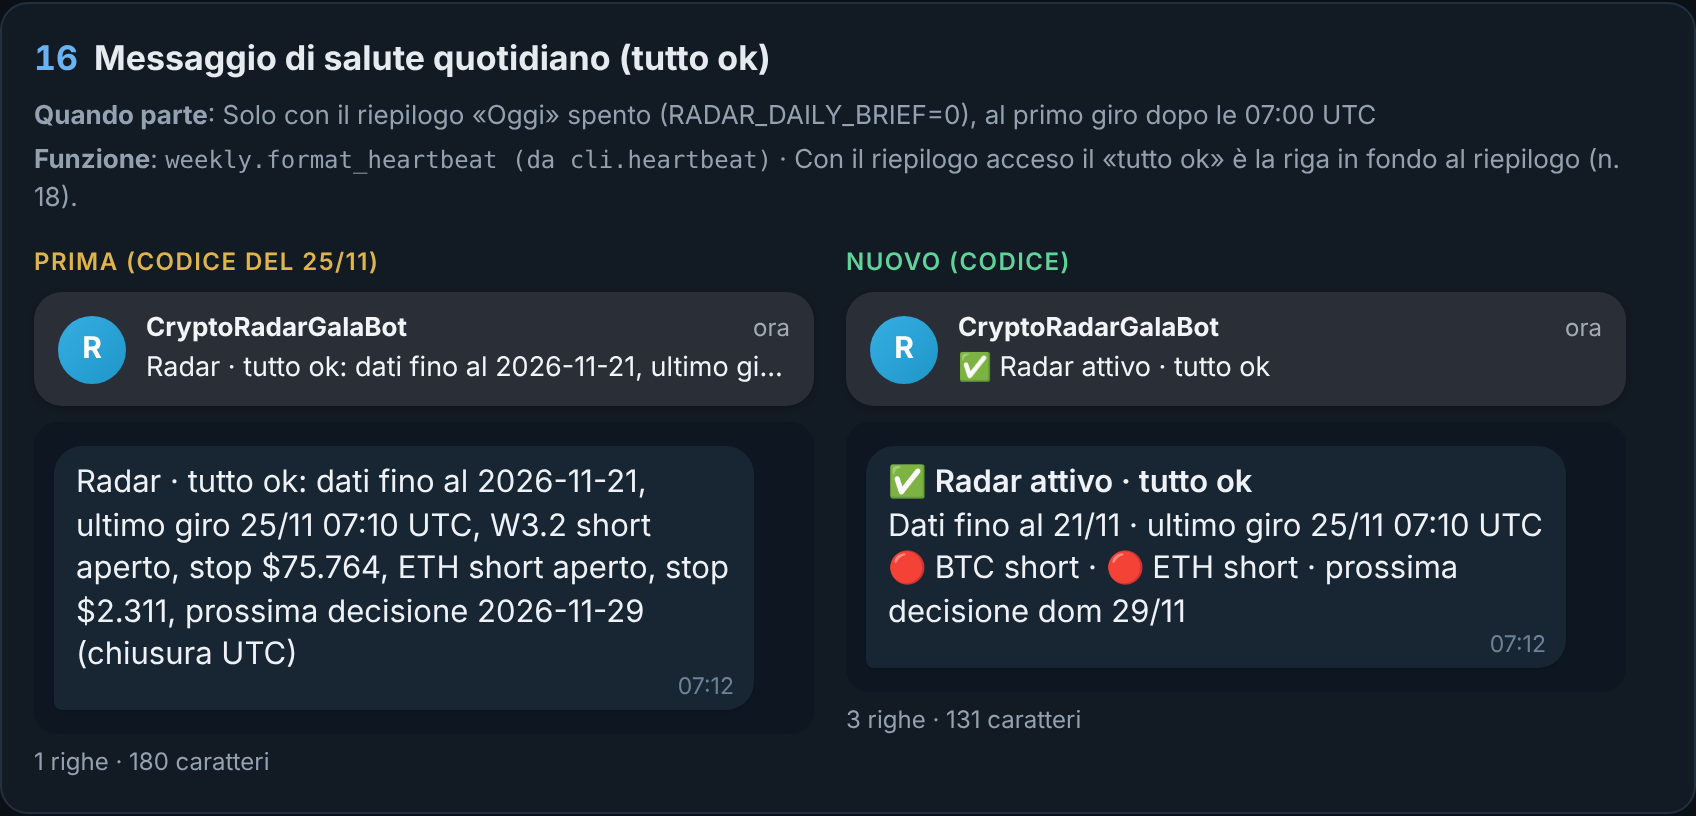 16 Messaggio di salute quotidiano (tutto ok)
Quando parte: Solo con il riepilogo «Oggi» spento (RADAR_DAILY_BRIEF=0), al primo giro dopo le 07:00 UTC
Funzione: weekly.format_heartbeat (da cli.heartbeat) · Con il riepilogo acceso il «tutto ok» è la riga in fondo al riepilogo (n.
18).
PRIMA (CODICE DEL 25/11)
R
CryptoRadarGalaBot
ora
Radar · tutto ok: dati fino al 2026-11-21, ultimo gi...
Radar · tutto ok: dati fino al 2026-11-21,
ultimo giro 25/11 07:10 UTC, W3.2 short
aperto, stop $75.764, ETH short aperto, stop
$2.311, prossima decisione 2026-11-29
(chiusura UTC)
07:12
1 righe · 180 caratteri
NUOVO (CODICE)
R
CryptoRadarGalaBot
ora
✅ Radar attivo · tutto ok
✅ Radar attivo · tutto ok
Dati fino al 21/11 · ultimo giro 25/11 07:10 UTC
🔴 BTC short · 🔴 ETH short · prossima
decisione dom 29/11
07:12
3 righe · 131 caratteri